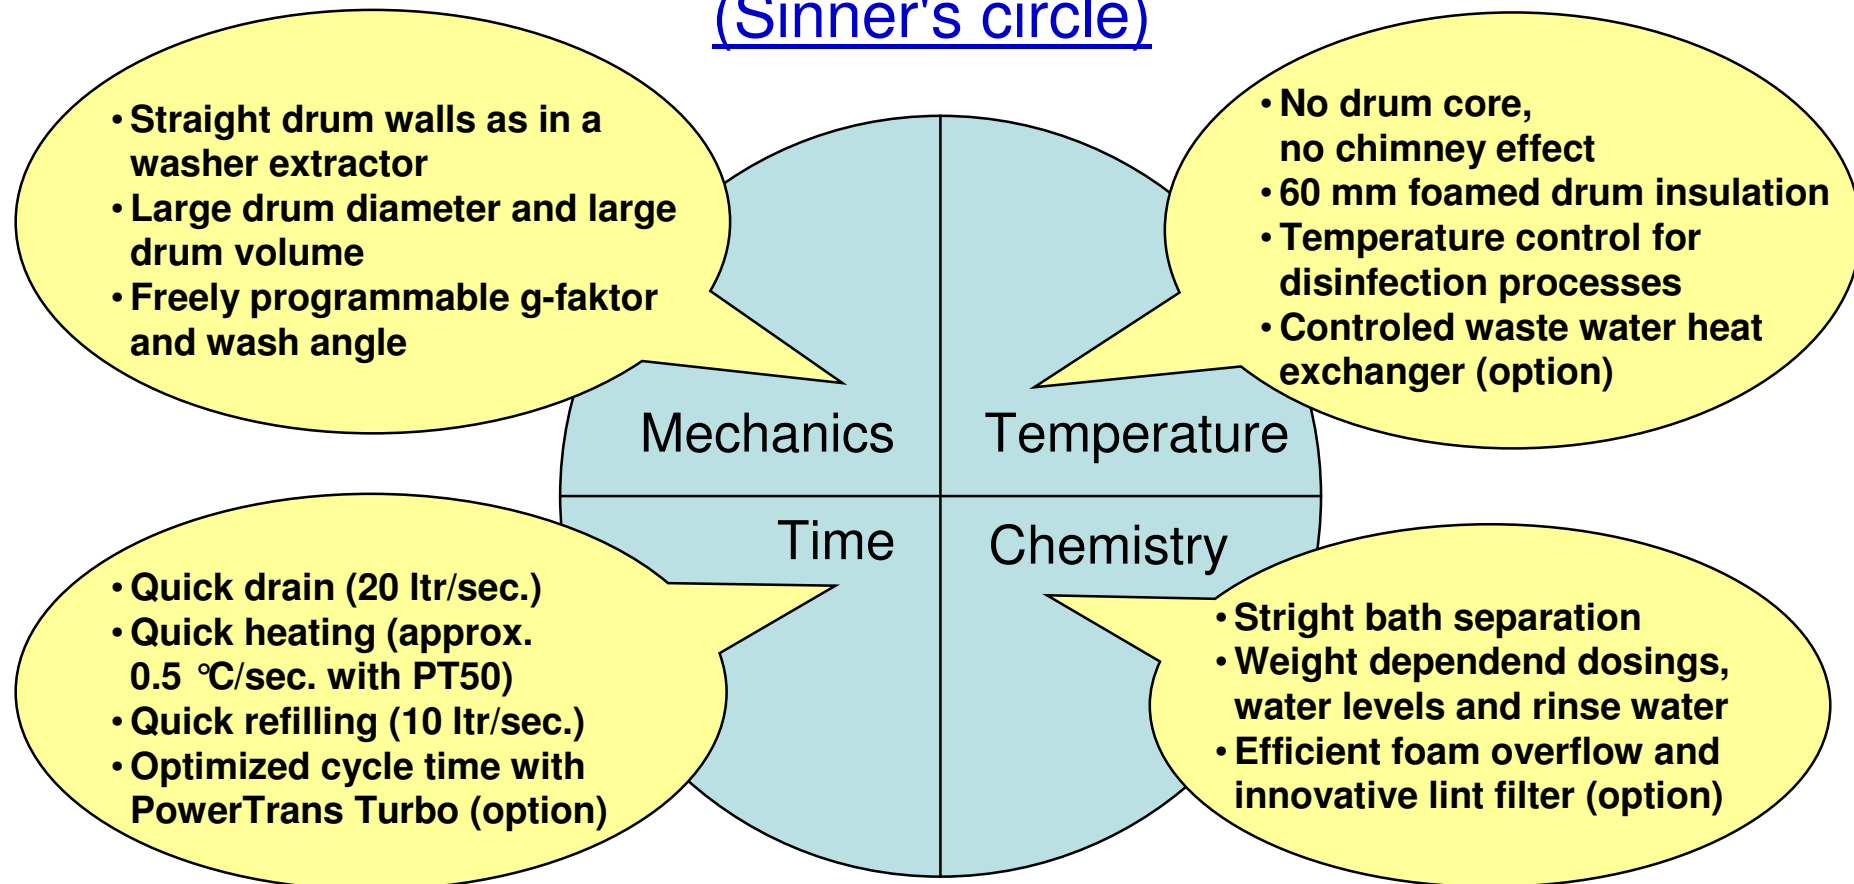 (Sinner's circle)
• Straight drum walls as in a
washer extractor
• Large drum diameter and large
drum volume
• Freely programmable g-faktor
and wash angle
• No drum core,
no chimney effect
• 60 mm foamed drum insulation
• Temperature control for
disinfection processes
• Controled waste water heat
exchanger (option)
Mechanics
Temperature
Time
Chemistry
• Quick drain (20 ltr/sec.)
• Quick heating (approx.
0.5 °C/sec. with PT50)
• Quick refilling (10 ltr/sec.)
• Optimized cycle time with
PowerTrans Turbo (option)
• Stright bath separation
• Weight dependend dosings,
water levels and rinse water
• Efficient foam overflow and
innovative lint filter (option)